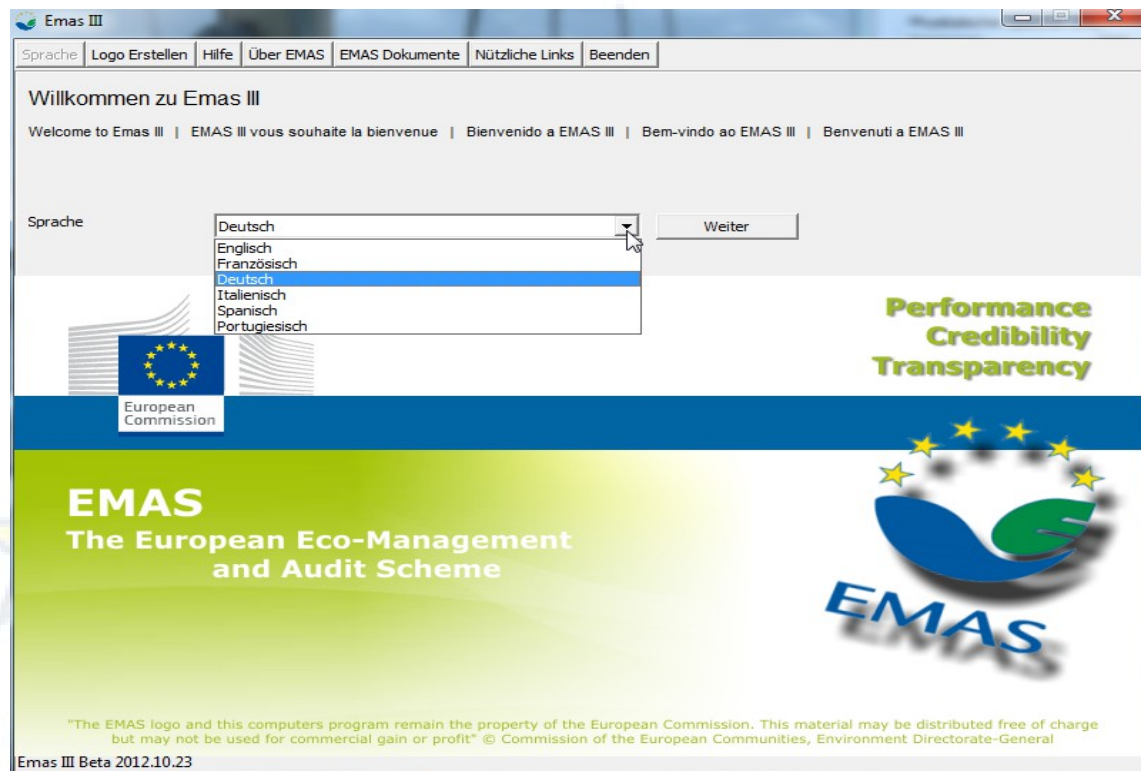 Emas III
Sprache Logo Erstellen Hilfe Über EMAS EMAS Dokumente Nützliche Links Beenden
Willkommen zu Emas III
Welcome to Emas III | EMAS III vous souhaite la bienvenue | Bienvenido a EMAS III | Bem-vindo ao EMAS III | Benvenuti a EMAS III
Sprache Deutsch Weiter
Englisch
Französisch
Deutsch
Italienisch
Spanisch
Portugiesisch
Performance
Credibility
Transparency
European
Commission
EMAS
The European Eco-Management
and Audit Scheme
EMAS
"The EMAS logo and this computers program remain the property of the European Commission. This material may be distributed free of charge
but may not be used for commercial gain or profit" © Commission of the European Communities, Environment Directorate-General
Emas III Beta 2012.10.23